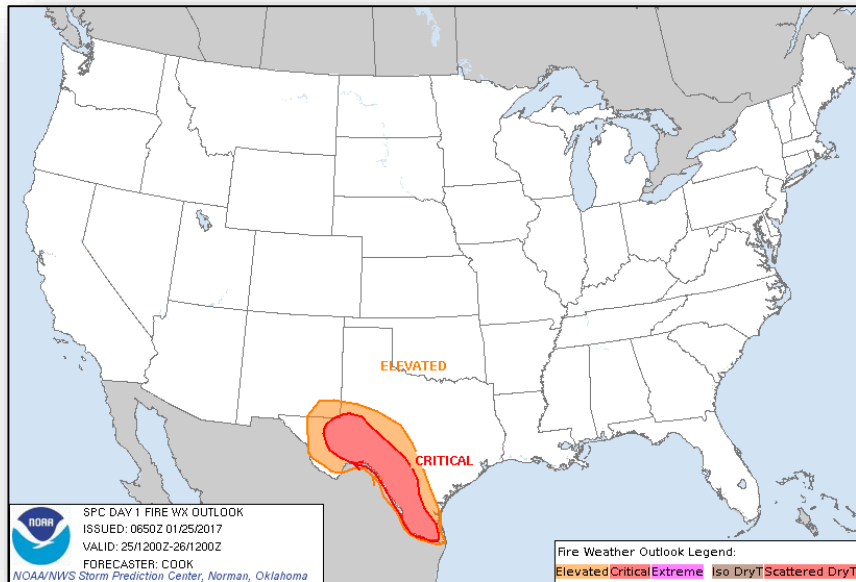 ELEVATED
CRITICAL
NOAA
SPC DAY 1 FIRE WX OUTLOOK
ISSUED: 0650Z 01/25/2017
VALID: 25/1200Z-26/1200Z
FORECASTER: COOK
NOAA/NWS Storm Prediction Center, Norman, Oklahoma
Fire Weather Outlook Legend:
Elevated Critical Extreme Iso DryT Scattered DryT